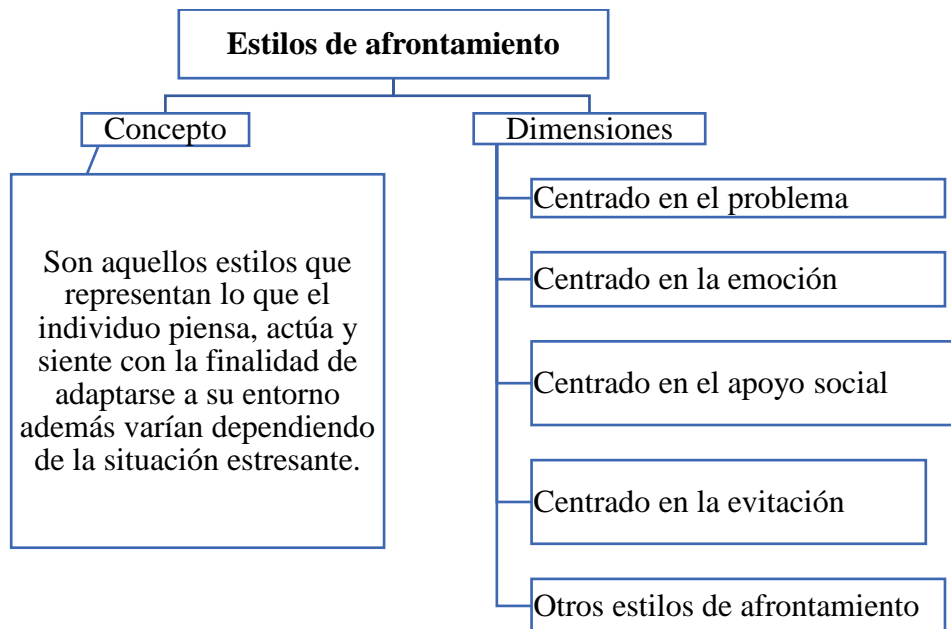 Estilos de afrontamiento
Concepto
Dimensiones
Son aquellos estilos que
representan lo que el
individuo piensa, actúa y
siente con la finalidad de
adaptarse a su entorno
además varían dependiendo
de la situación estresante.
Centrado en el problema
Centrado en la emoción
Centrado en el apoyo social
Centrado en la evitación
Otros estilos de afrontamiento